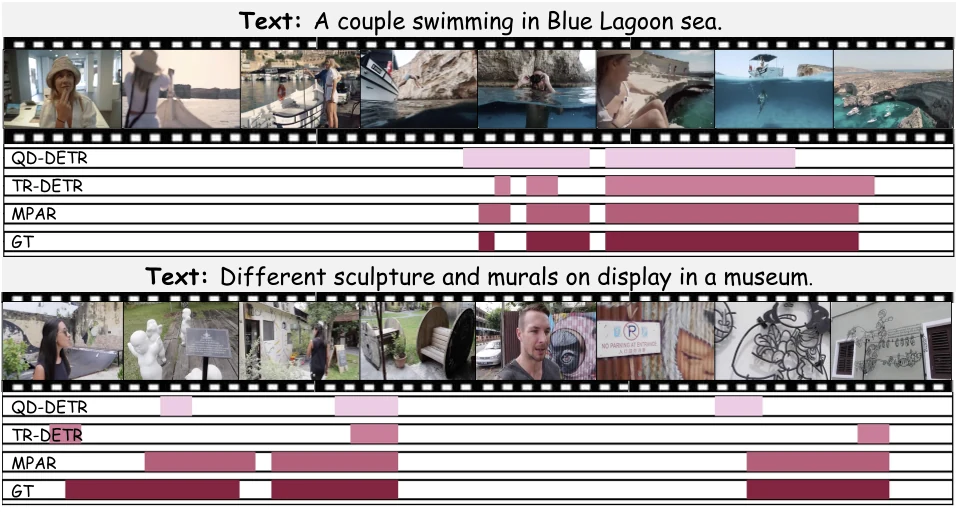 Text: A couple swimming in Blue Lagoon sea.
QD-DETR
TR-DETR
MPAR
GT
Text: Different sculpture and murals on display in a museum.
NO PARKING AT ENTRANCE
QD-DETR
TR-DETR
MPAR
GT